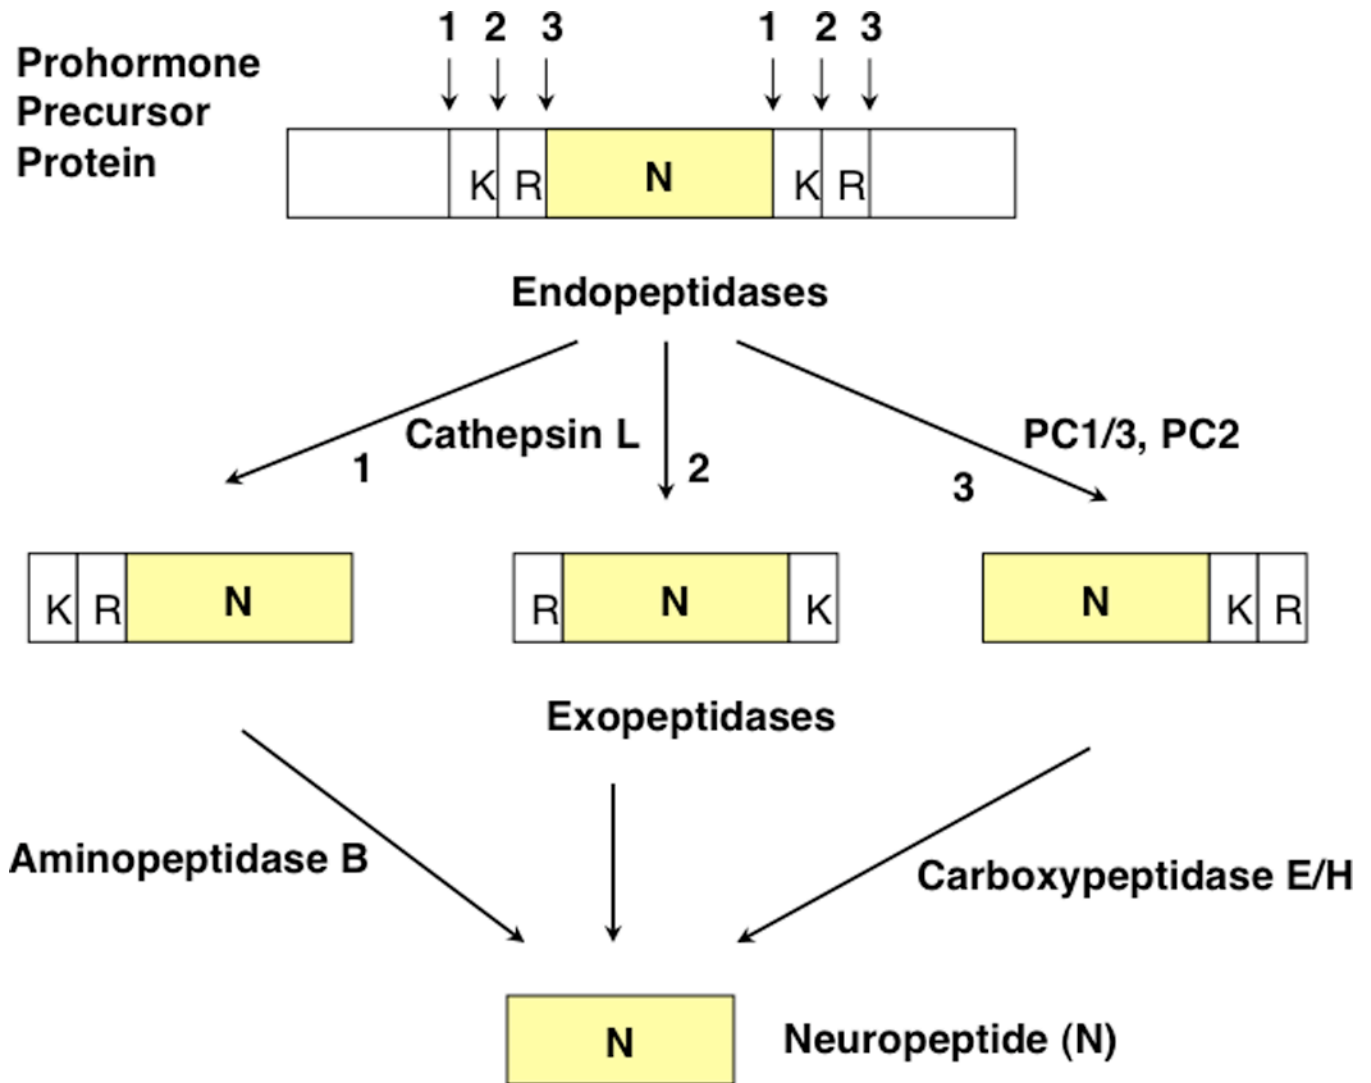 1 2 3 1 2 3
Prohormone
Precursor
Protein
K R N K R
Endopeptidases
Cathepsin L
PC1/3, PC2
1 2 3
K R N
R N K
N K R
Exopeptidases
Aminopeptidase B
Carboxypeptidase E/H
N
Neuropeptide (N)